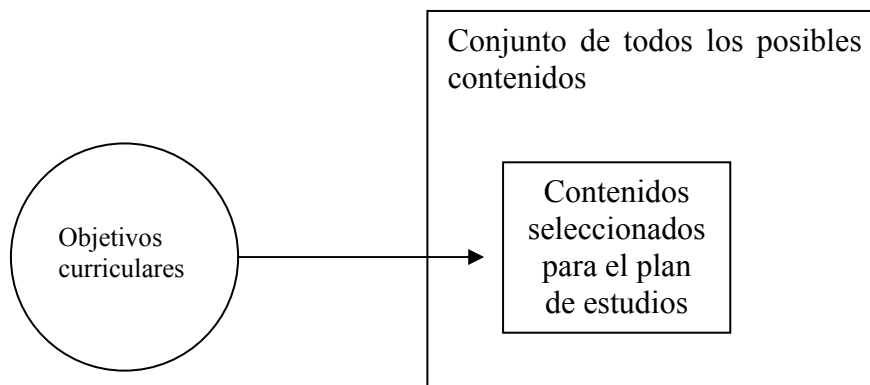 Conjunto de todos los posibles
contenidos
Objetivos
curriculares
Contenidos
seleccionados
para el plan
de estudios